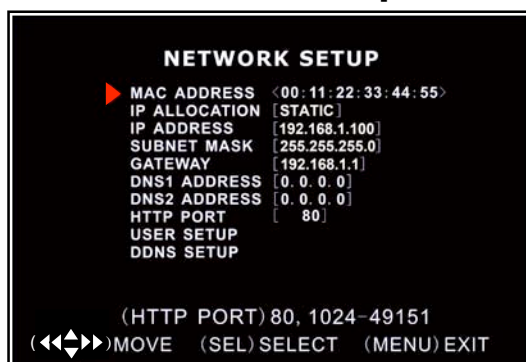 NETWORK SETUP
MAC ADDRESS <00:11:22:33:44:55>
IP ALLOCATION [STATIC]
IP ADDRESS [192.168.1.100]
SUBNET MASK [255.255.255.0]
GATEWAY [192.168.1.1]
DNS1 ADDRESS [0.0.0.0]
DNS2 ADDRESS [0.0.0.0]
HTTP PORT [ 80]
USER SETUP
DDNS SETUP
(HTTP PORT) 80, 1024-49151
()MOVE (SEL)SELECT (MENU)EXIT